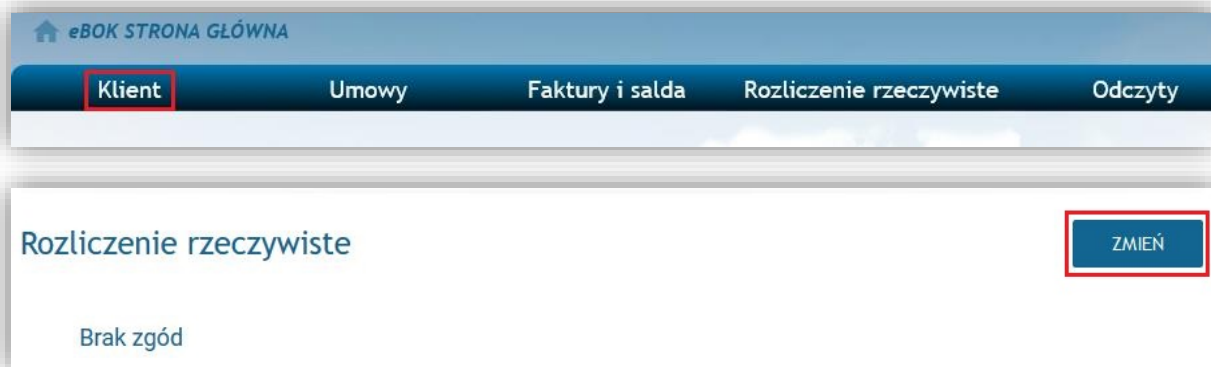 eBOK STRONA GŁÓWNA
Klient Umowy Faktury i salda Rozliczenie rzeczywiste Odczyty
Rozliczenie rzeczywiste ZMIEŃ
Brak zgód